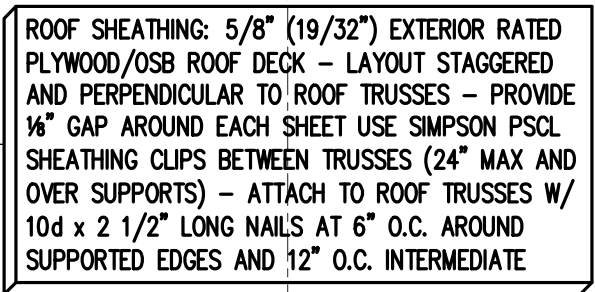 ROOF SHEATHING: 5/8" (19/32") EXTERIOR RATED
PLYWOOD/OSB ROOF DECK - LAYOUT STAGGERED
AND PERPENDICULAR TO ROOF TRUSSES - PROVIDE
⅛" GAP AROUND EACH SHEET USE SIMPSON PSCL
SHEATHING CLIPS BETWEEN TRUSSES (24" MAX AND
OVER SUPPORTS) - ATTACH TO ROOF TRUSSES W/
10d x 2 1/2" LONG NAILS AT 6" O.C. AROUND
SUPPORTED EDGES AND 12" O.C. INTERMEDIATE